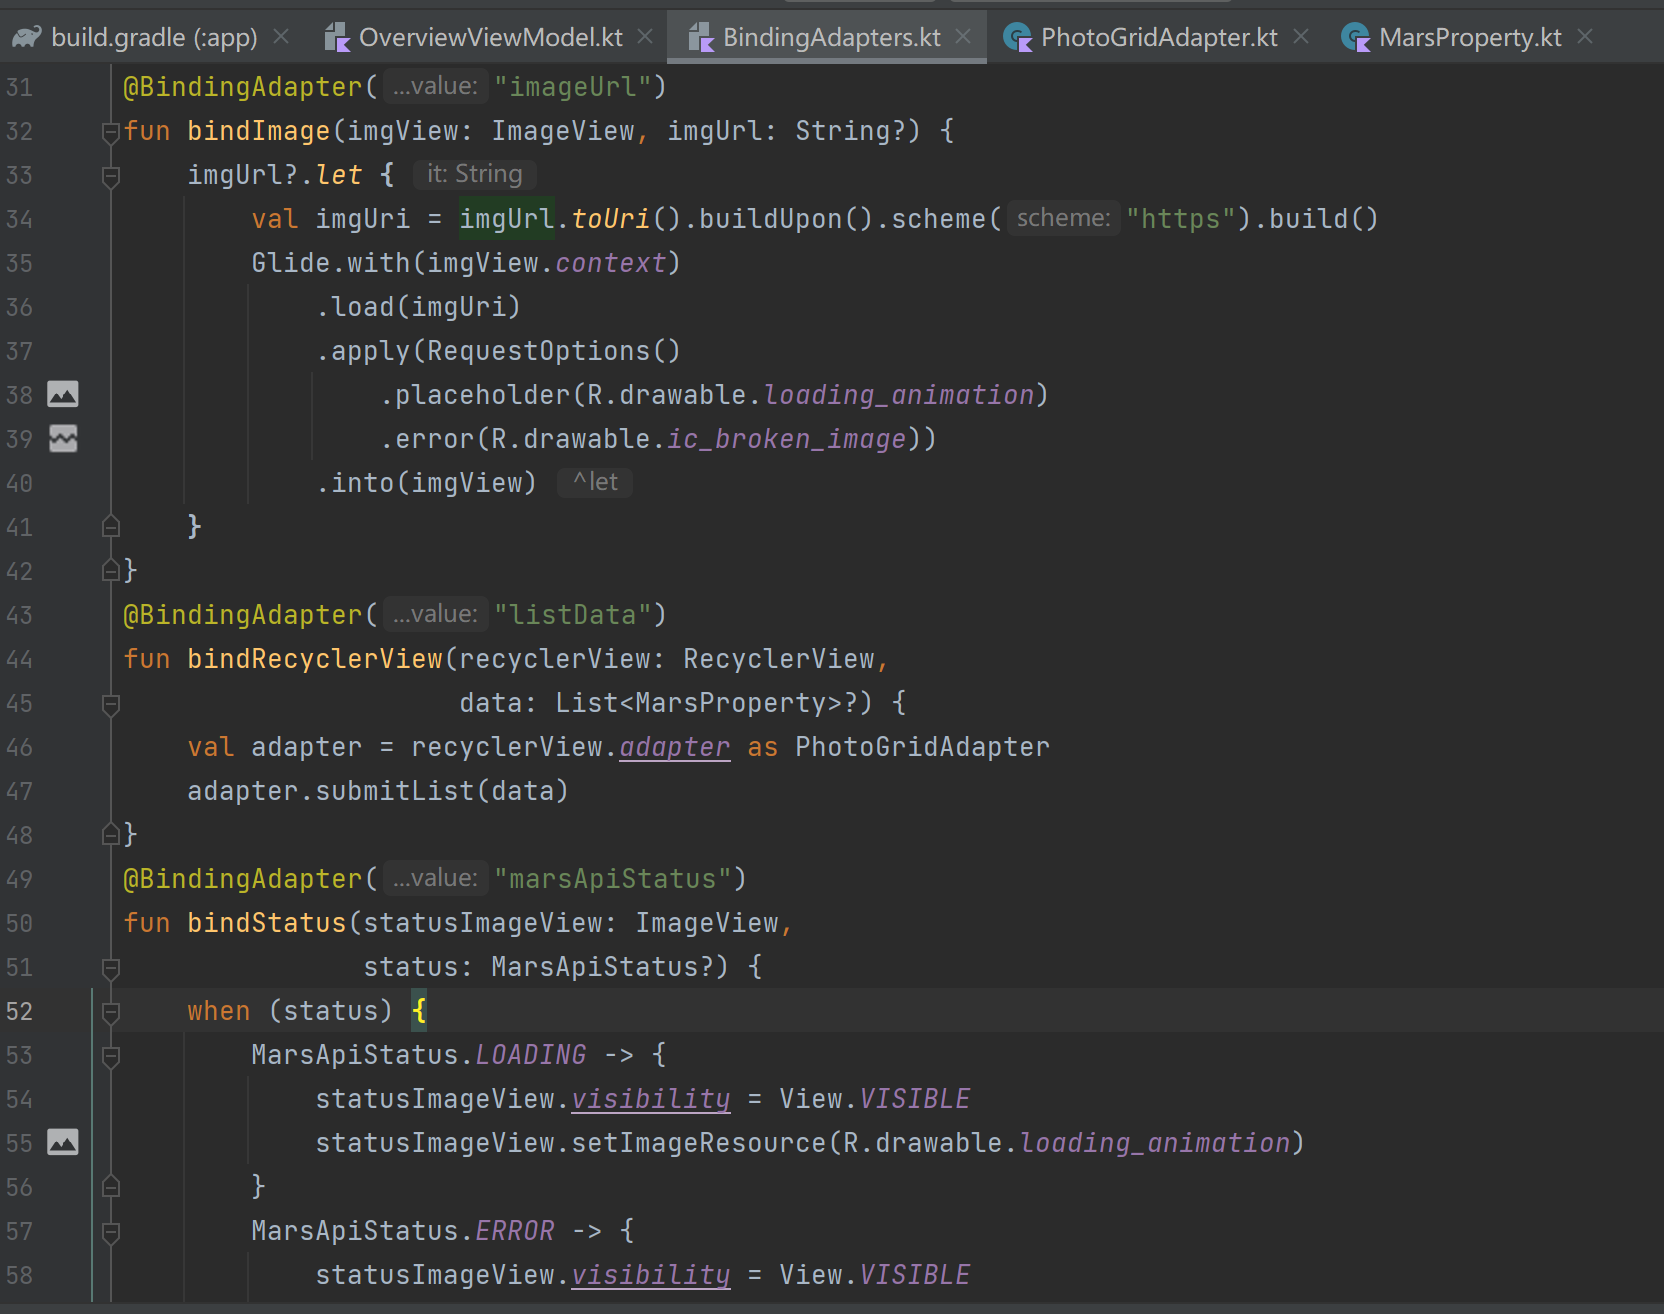 build.gradle (:app) OverviewViewModel.kt BindingAdapters.kt PhotoGridAdapter.kt MarsProperty.kt
31 @BindingAdapter( ...value: "imageUrl")
32 fun bindImage(imgView: ImageView, imgUrl: String?) {
33 imgUrl?.let { it: String
34 val imgUri = imgUrl.toUri().buildUpon().scheme( scheme: "https").build()
35 Glide.with(imgView.context)
36 .load(imgUri)
37 .apply(RequestOptions()
38 .placeholder(R.drawable.loading_animation)
39 .error(R.drawable.ic_broken_image))
40 .into(imgView) ^let
41 }
42 }
43 @BindingAdapter( ...value: "listData")
44 fun bindRecyclerView(recyclerView: RecyclerView,
45 data: List<MarsProperty>?) {
46 val adapter = recyclerView.adapter as PhotoGridAdapter
47 adapter.submitList(data)
48 }
49 @BindingAdapter( ...value: "marsApiStatus")
50 fun bindStatus(statusImageView: ImageView,
51 status: MarsApiStatus?) {
52 when (status) {
53 MarsApiStatus.LOADING -> {
54 statusImageView.visibility = View.VISIBLE
55 statusImageView.setImageResource(R.drawable.loading_animation)
56 }
57 MarsApiStatus.ERROR -> {
58 statusImageView.visibility = View.VISIBLE